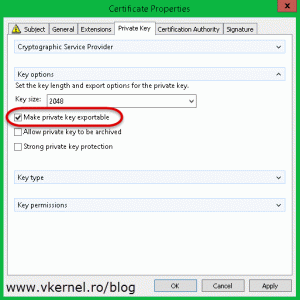 Certificate Properties
Subject General Extensions Private Key Certification Authority Signature
Cryptographic Service Provider
Key options
Set the key length and export options for the private key.
Key size: 2048
Make private key exportable
Allow private key to be archived
Strong private key protection
Key type
Key permissions
www.vkernel.ro/blog
OK Cancel Apply